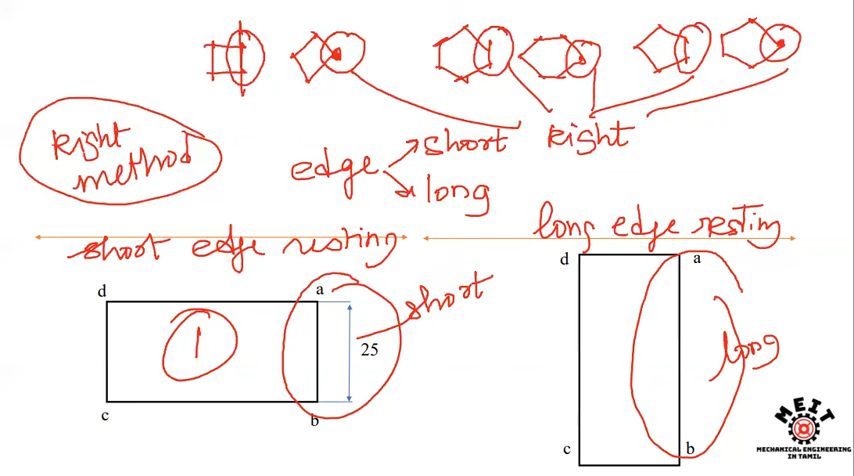 Right
method
Right
edge
short
long
short edge resting
long edge resting
d
a
short
1
25
c
b
d
a
long
c
b
MEIT
MECHANICAL ENGINEERING
IN TAMIL